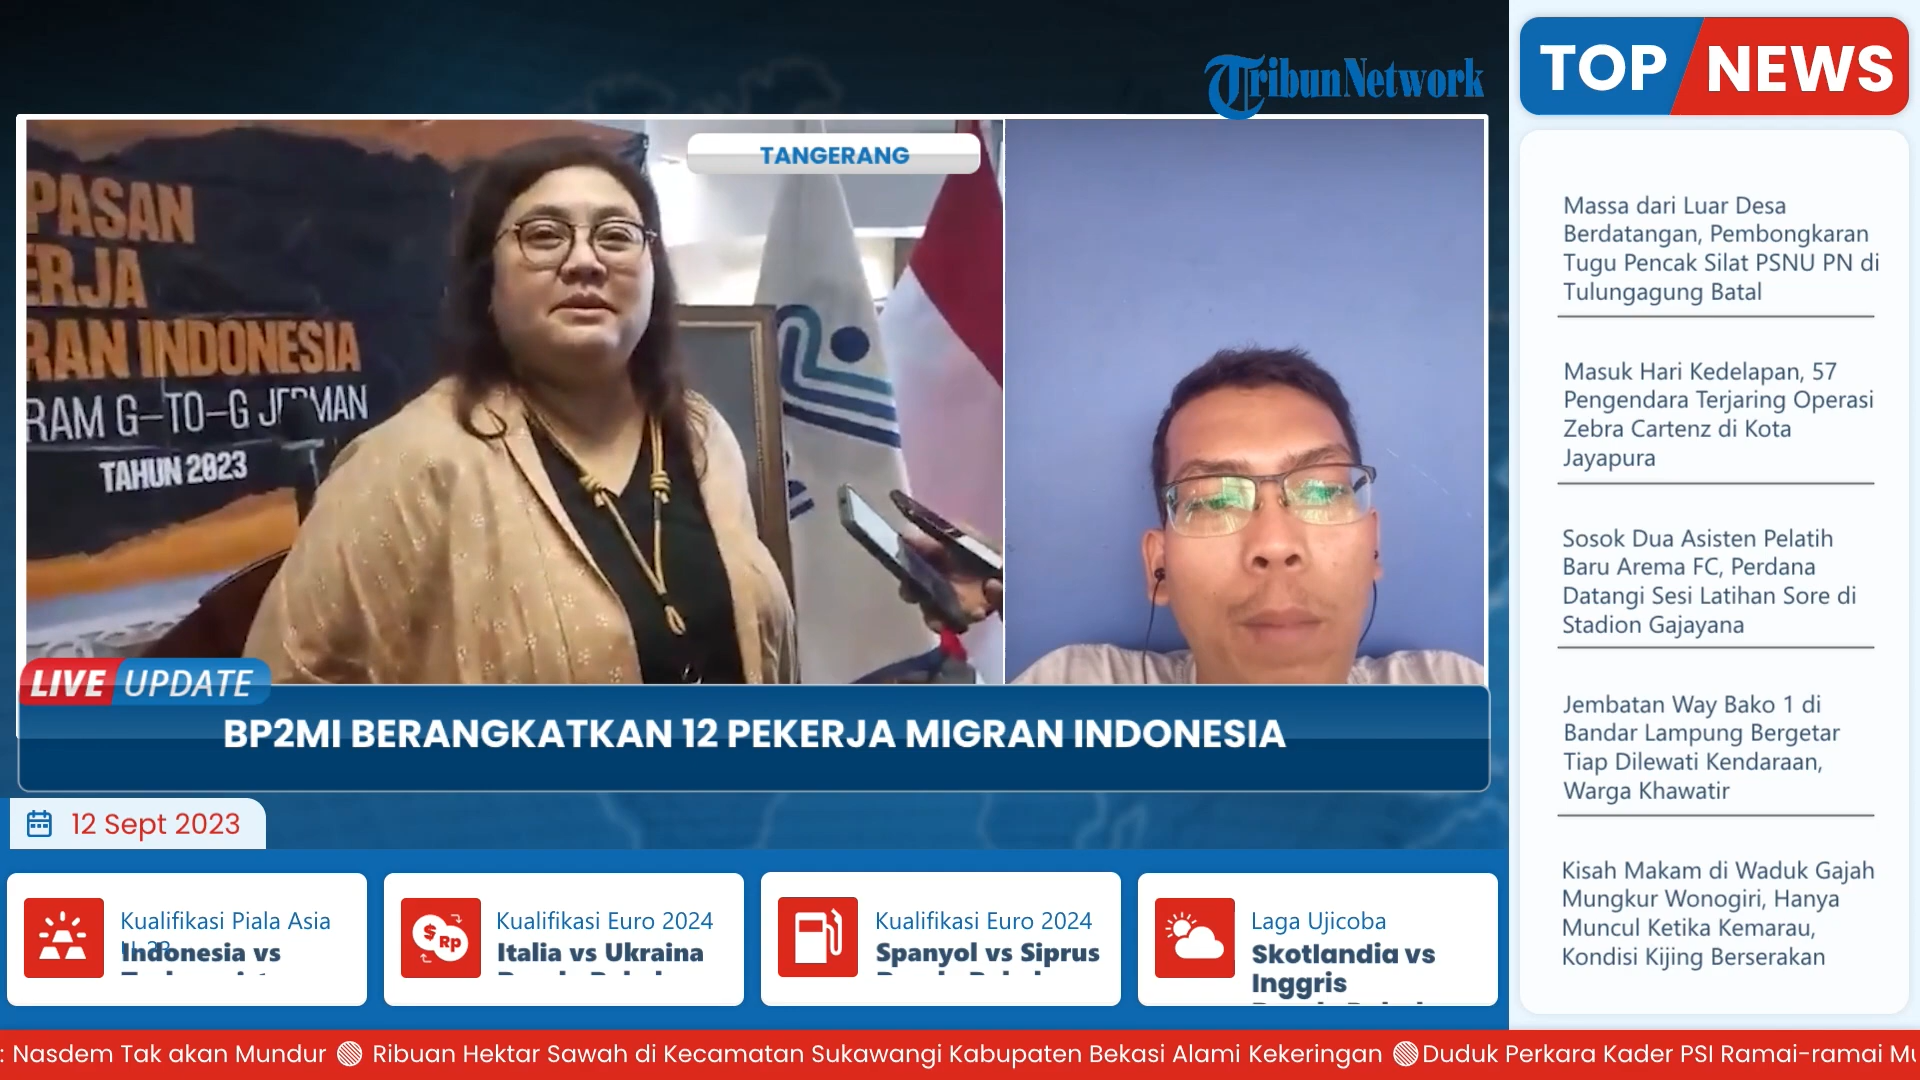 TribunNetwork
TOP NEWS
TANGERANG
PASAN
ERJA
RAN INDONESIA
RAM G-TO-G
TAHUN 2023
LIVE UPDATE
BP2MI BERANGKATKAN 12 PEKERJA MIGRAN INDONESIA
12 Sept 2023
Kualifikasi Piala Asia
Indonesia vs
$
Rp
Kualifikasi Euro 2024
Italia vs Ukraina
Kualifikasi Euro 2024
Spanyol vs Siprus
Laga Ujicoba
Skotlandia vs
Inggris
Massa dari Luar Desa
Berdatangan, Pembongkaran
Tugu Pencak Silat PSNU PN di
Tulungagung Batal
Masuk Hari Kedelapan, 57
Pengendara Terjaring Operasi
Zebra Cartenz di Kota
Jayapura
Sosok Dua Asisten Pelatih
Baru Arema FC, Perdana
Datangi Sesi Latihan Sore di
Stadion Gajayana
Jembatan Way Bako 1 di
Bandar Lampung Bergetar
Tiap Dilewati Kendaraan,
Warga Khawatir
Kisah Makam di Waduk Gajah
Mungkur Wonogiri, Hanya
Muncul Ketika Kemarau,
Kondisi Kijing Berserakan
: Nasdem Tak akan Mundur Ribuan Hektar Sawah di Kecamatan Sukawangi Kabupaten Bekasi Alami Kekeringan Duduk Perkara Kader PSI Ramai-ramai